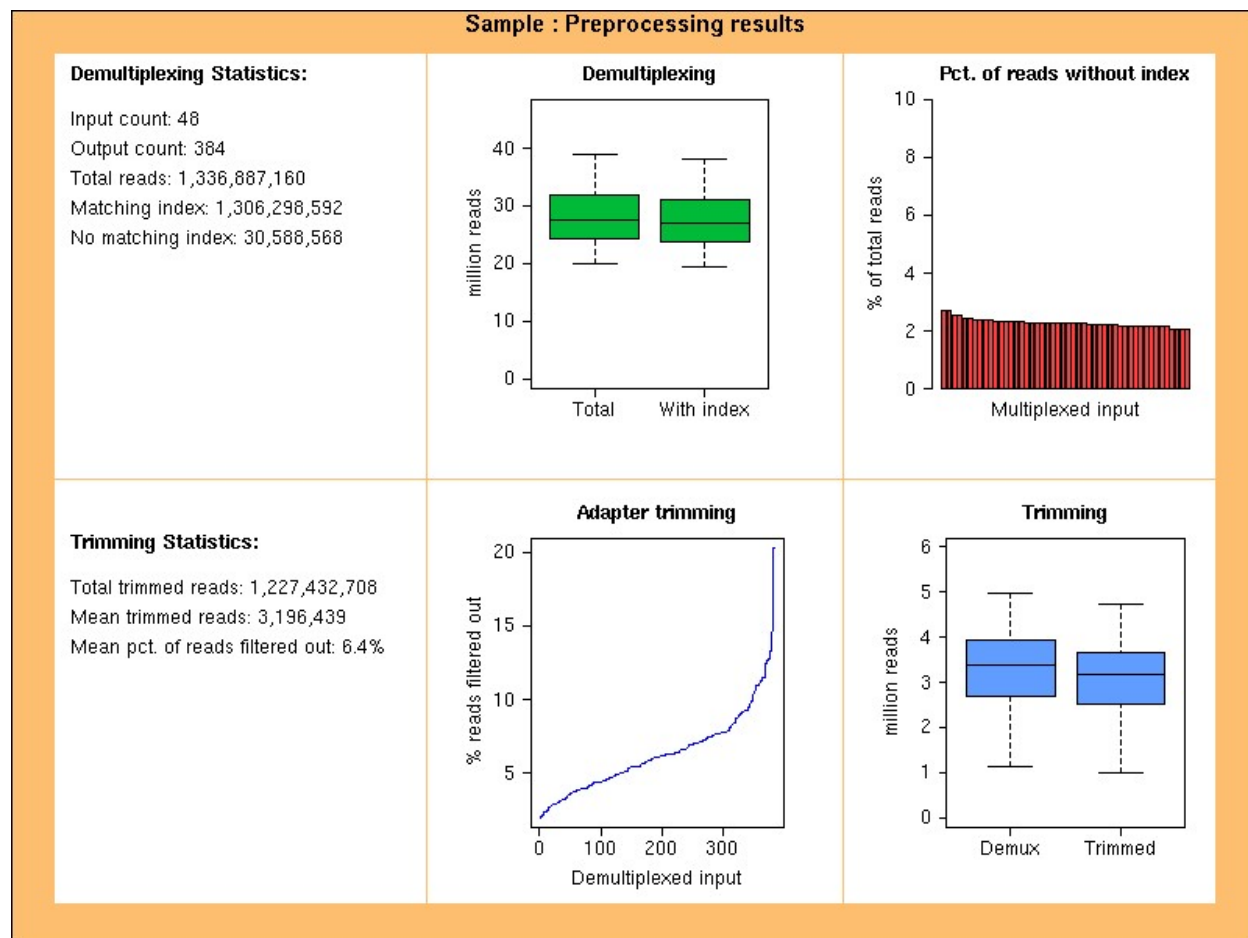 Sample : Preprocessing results
Demultiplexing Statistics:
Input count: 48
Output count: 384
Total reads: 1,336,887,160
Matching index: 1,306,298,592
No matching index: 30,588,568
Demultiplexing
million reads
40
30
20
10
0
Total With index
Pct. of reads without index
% of total reads
10
8
6
4
2
0
Multiplexed input
Trimming Statistics:
Total trimmed reads: 1,227,432,708
Mean trimmed reads: 3,196,439
Mean pct. of reads filtered out: 6.4%
Adapter trimming
% reads filtered out
20
15
10
5
0 100 200 300
Demultiplexed input
Trimming
million reads
6
5
4
3
2
1
0
Demux Trimmed